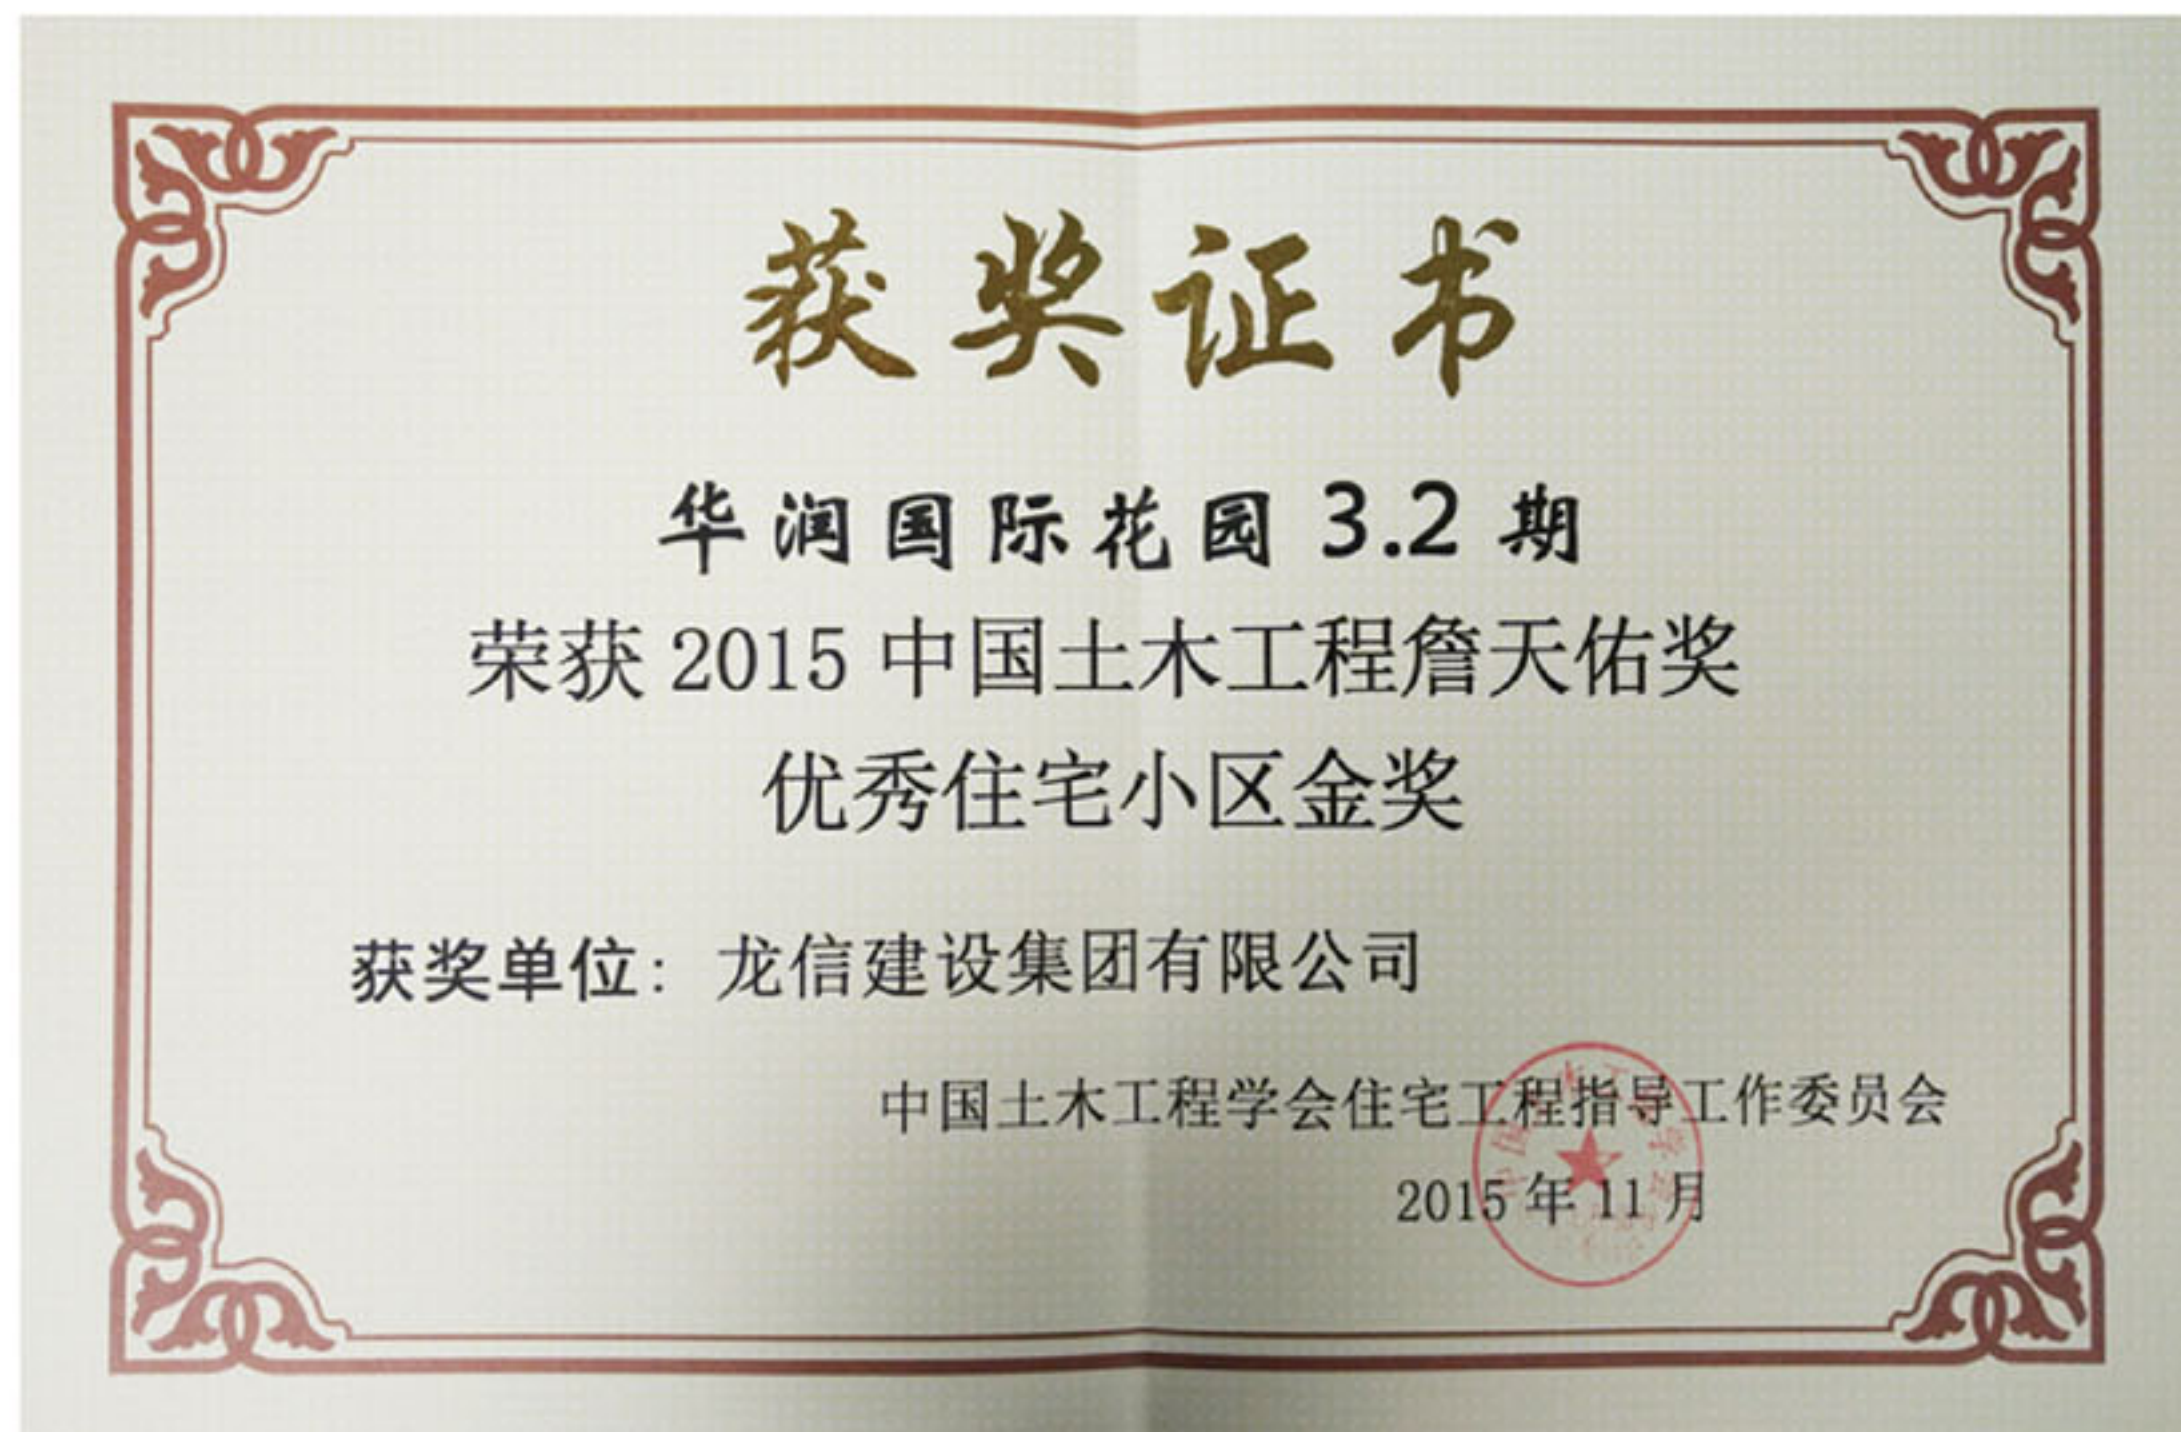 获奖证书
华润国际花园3.2期
荣获2015中国土木工程詹天佑奖
优秀住宅小区金奖
获奖单位：龙信建设集团有限公司
中国土木工程学会住宅工程指导工作委员会
2015年11月